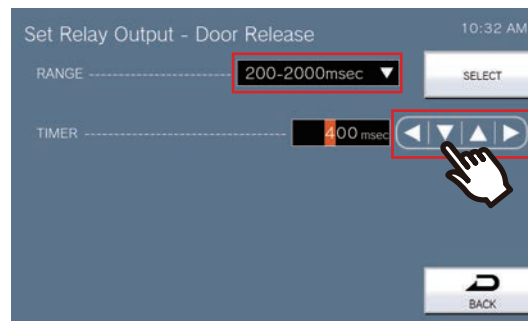 Set Relay Output - Door Release
10:32 AM
RANGE ---------------------------- 200-2000msec ▼
SELECT
TIMER ---------------------------------------- 400 msec
BACK